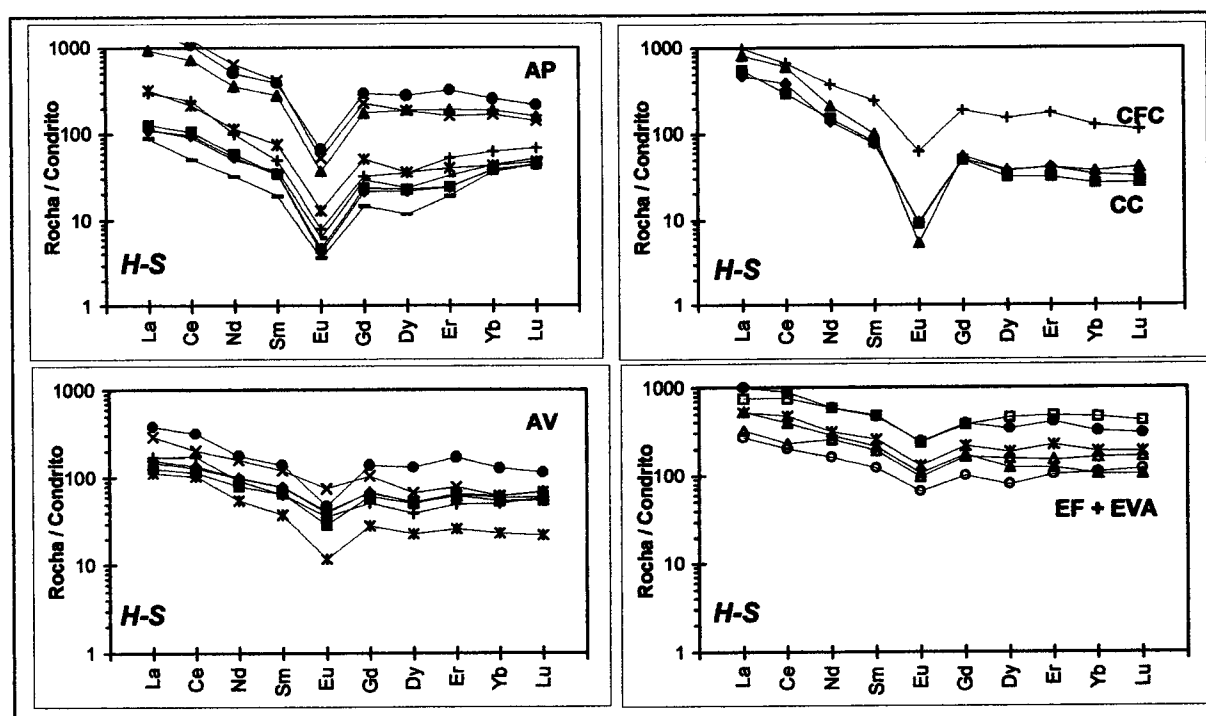 1000
100
10
1
Rocha / Condrito
AP
H-S
La Ce Nd Sm Eu Gd Dy Er Yb Lu
1000
100
10
1
Rocha / Condrito
CFC
CC
H-S
La Ce Nd Sm Eu Gd Dy Er Yb Lu
1000
100
10
1
Rocha / Condrito
AV
H-S
La Ce Nd Sm Eu Gd Dy Er Yb Lu
1000
100
10
1
Rocha / Condrito
EF + EVA
H-S
La Ce Nd Sm Eu Gd Dy Er Yb Lu